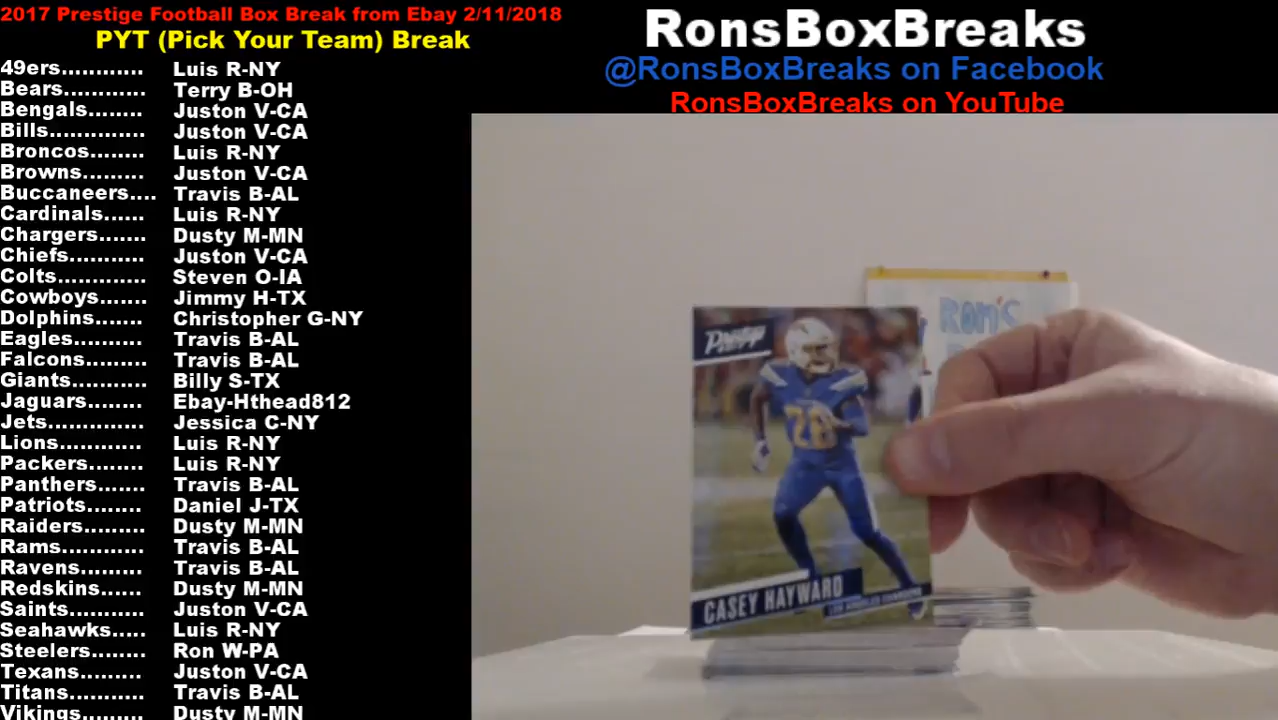 2017 Prestige Football Box Break from Ebay 2/11/2018
PYT (Pick Your Team) Break
49ers............ Luis R-NY
Bears............ Terry B-OH
Bengals........ Juston V-CA
Bills.............. Juston V-CA
Broncos........ Luis R-NY
Browns......... Juston V-CA
Buccaneers.... Travis B-AL
Cardinals...... Luis R-NY
Chargers....... Dusty M-MN
Chiefs........... Juston V-CA
Colts............. Steven O-IA
Cowboys....... Jimmy H-TX
Dolphins....... Christopher G-NY
Eagles.......... Travis B-AL
Falcons......... Travis B-AL
Giants........... Billy S-TX
Jaguars........ Ebay-Hthead812
Jets.............. Jessica C-NY
Lions............ Luis R-NY
Packers........ Luis R-NY
Panthers....... Travis B-AL
Patriots........ Daniel J-TX
Raiders......... Dusty M-MN
Rams............ Travis B-AL
Ravens......... Travis B-AL
Redskins...... Dusty M-MN
Saints........... Juston V-CA
Seahawks..... Luis R-NY
Steelers........ Ron W-PA
Texans......... Juston V-CA
Titans........... Travis B-AL
Vikings......... Dusty M-MN
RonsBoxBreaks
@RonsBoxBreaks on Facebook
RonsBoxBreaks on YouTube
Ron's
Prestige
28
CASEY HAYWARD
LOS ANGELES CHARGERS